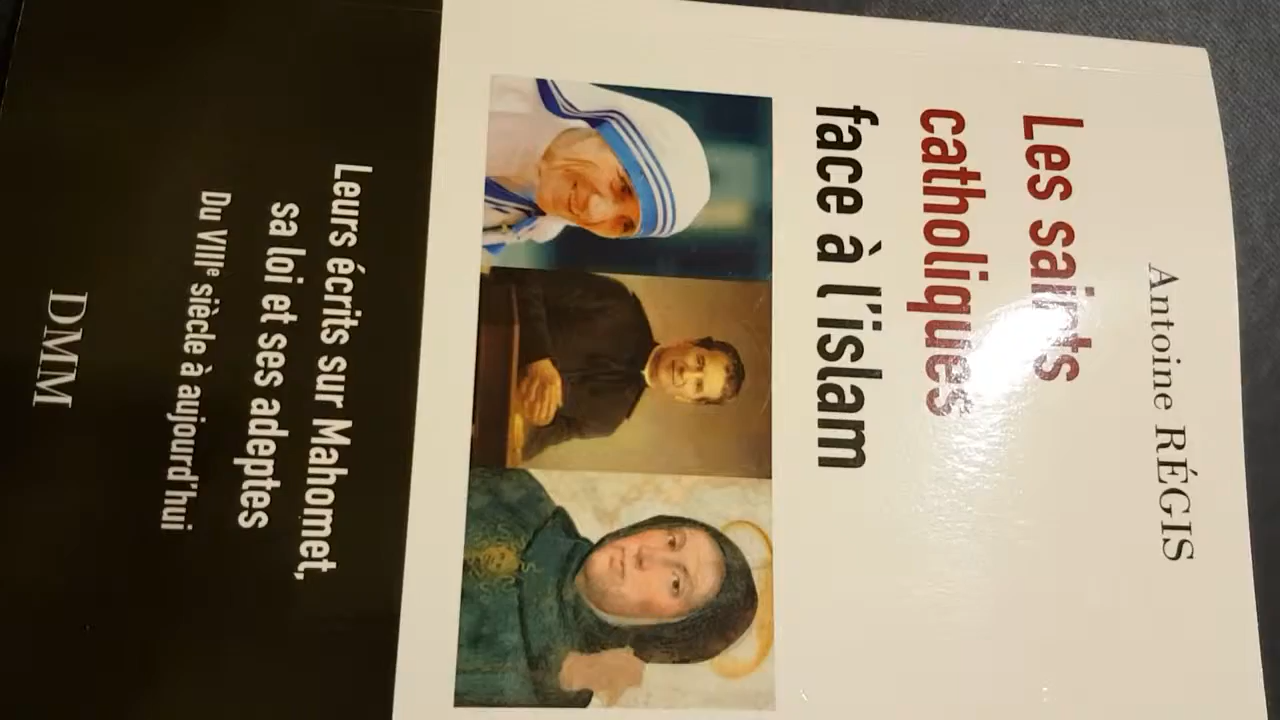 Antoine RÉGIS
Les saints
catholiques
face à l'islam
Leurs écrits sur Mahomet,
sa loi et ses adeptes
Du VIIIᵉ siècle à aujourd'hui
DMM